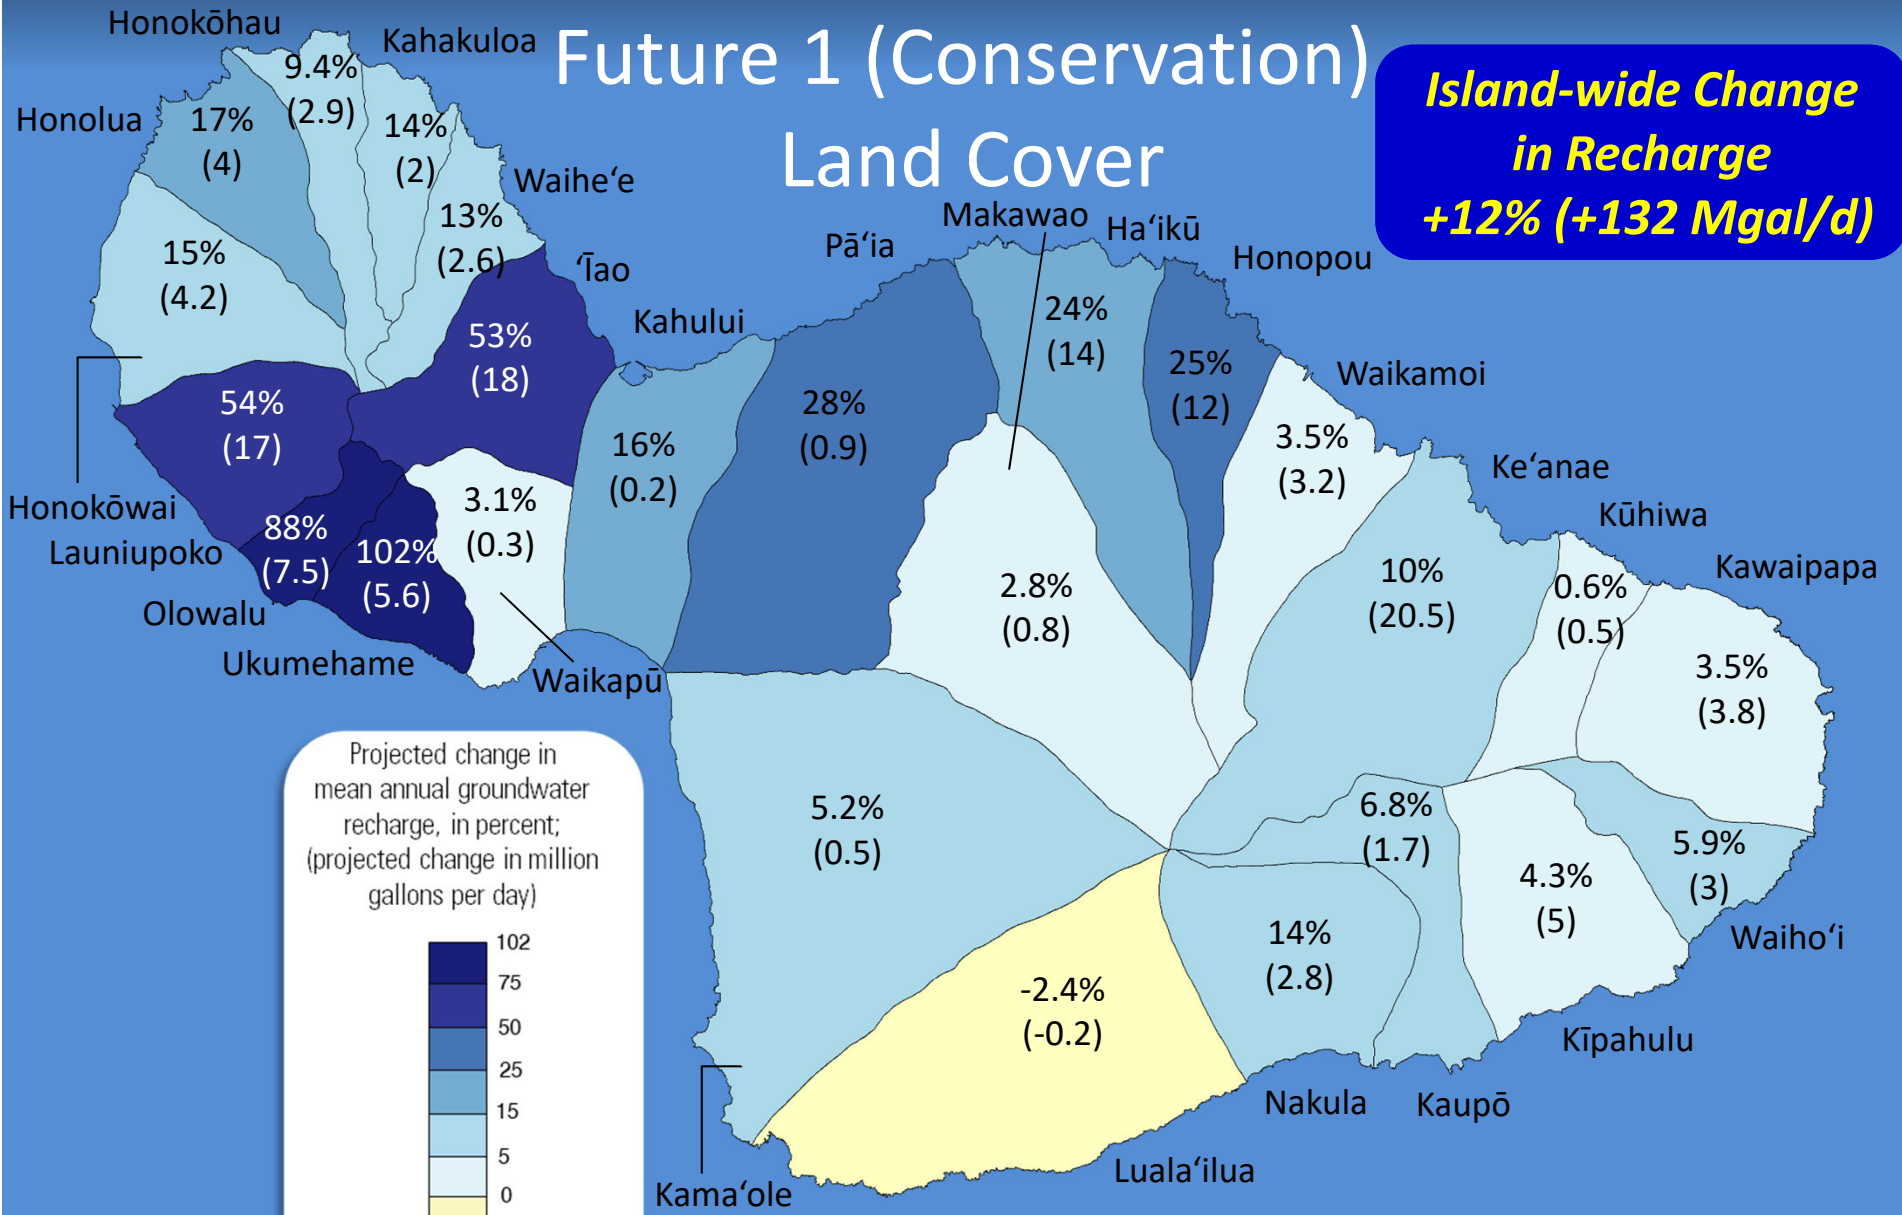 Future 1 (Conservation)
Land Cover
Island-wide Change
in Recharge
+12% (+132 Mgal/d)
Honokōhau
Kahakuloa
Honolua
9.4%
(2.9)
17%
(4)
14%
(2)
Waiheʻe
13%
(2.6)
15%
(4.2)
ʻĪao
53%
(18)
Kahului
54%
(17)
16%
(0.2)
Honokōwai
Launiupoko
88%
(7.5)
102%
(5.6)
3.1%
(0.3)
Olowalu
Ukumehame
Waikapū
Pāʻia
Makawao
Haʻikū
Honopou
28%
(0.9)
24%
(14)
25%
(12)
Waikamoi
3.5%
(3.2)
Keʻanae
Kūhiwa
Kawaipapa
2.8%
(0.8)
10%
(20.5)
0.6%
(0.5)
3.5%
(3.8)
5.2%
(0.5)
6.8%
(1.7)
4.3%
(5)
5.9%
(3)
Waihoʻi
14%
(2.8)
-2.4%
(-0.2)
Kīpahulu
Nakula
Kaupō
Lualaʻilua
Kamaʻole
Projected change in
mean annual groundwater
recharge, in percent;
(projected change in million
gallons per day)
102
75
50
25
15
5
0